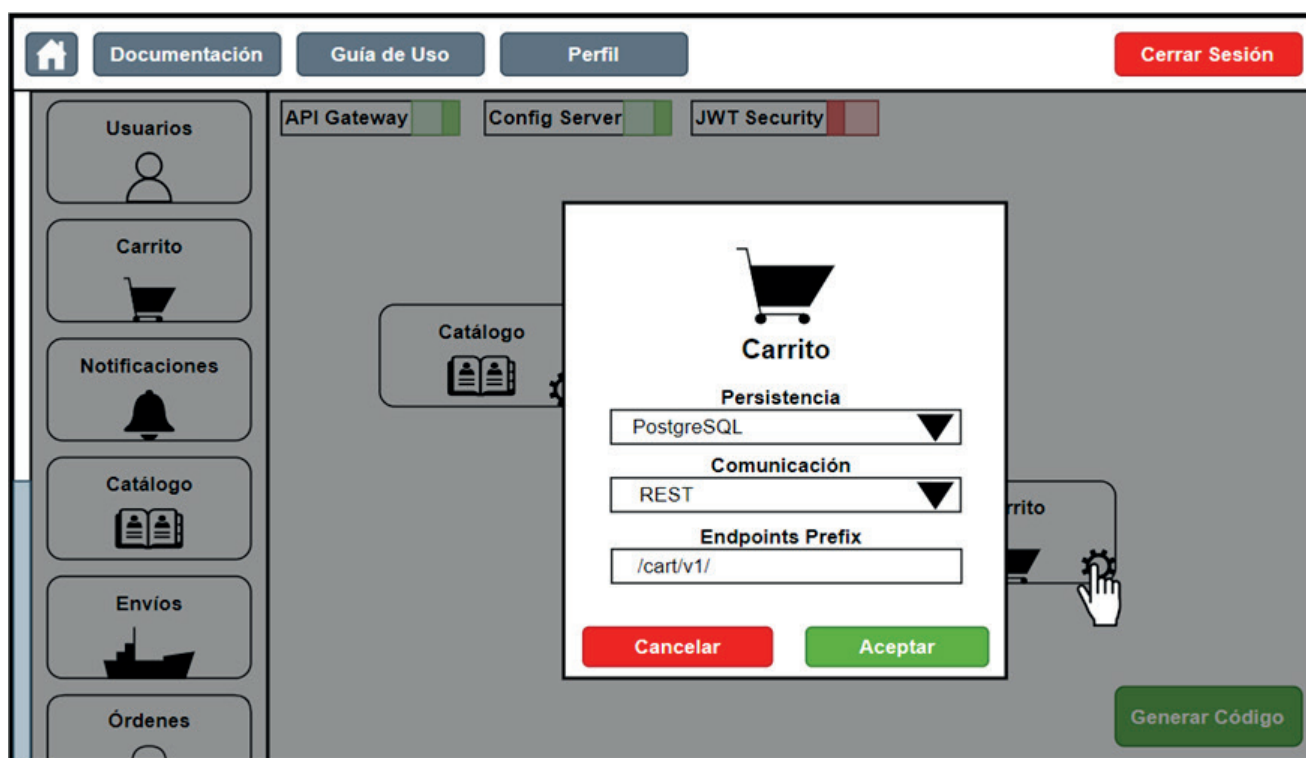 Documentación
Guía de Uso
Perfil
Cerrar Sesión
Usuarios
Carrito
Notificaciones
Catálogo
Envíos
Órdenes
API Gateway
Config Server
JWT Security
Catálogo
Carrito
Persistencia
PostgreSQL
Comunicación
REST
Endpoints Prefix
/cart/v1/
Cancelar
Aceptar
rrito
Generar Código